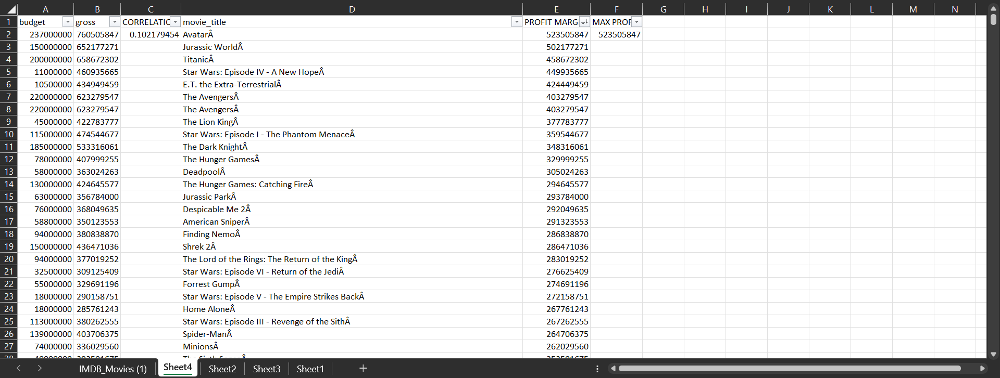 A B C D E F G H I J K L M N
1 budget gross CORRELATIC movie_title PROFIT MARG MAX PROF
2 237000000 760505847 0.102179454 AvatarÂ 523505847 523505847
3 150000000 652177271 Jurassic WorldÂ 502177271
4 200000000 658672302 TitanicÂ 458672302
5 11000000 460935665 Star Wars: Episode IV - A New HopeÂ 449935665
6 10500000 434949459 E.T. the Extra-TerrestrialÂ 424449459
7 220000000 623279547 The AvengersÂ 403279547
8 220000000 623279547 The AvengersÂ 403279547
9 45000000 422783777 The Lion KingÂ 377783777
10 115000000 474544677 Star Wars: Episode I - The Phantom MenaceÂ 359544677
11 185000000 533316061 The Dark KnightÂ 348316061
12 78000000 407999255 The Hunger GamesÂ 329999255
13 58000000 363024263 DeadpoolÂ 305024263
14 130000000 424645577 The Hunger Games: Catching FireÂ 294645577
15 63000000 356784000 Jurassic ParkÂ 293784000
16 76000000 368049635 Despicable Me 2Â 292049635
17 58800000 350123553 American SniperÂ 291323553
18 94000000 380838870 Finding NemoÂ 286838870
19 150000000 436471036 Shrek 2Â 286471036
20 94000000 377019252 The Lord of the Rings: The Return of the KingÂ 283019252
21 32500000 309125409 Star Wars: Episode VI - Return of the JediÂ 276625409
22 55000000 329691196 Forrest GumpÂ 274691196
23 18000000 290158751 Star Wars: Episode V - The Empire Strikes BackÂ 272158751
24 18000000 285761243 Home AloneÂ 267761243
25 113000000 380262555 Star Wars: Episode III - Revenge of the SithÂ 267262555
26 139000000 403706375 Spider-ManÂ 264706375
27 74000000 336029560 MinionsÂ 262029560
28 The Sixth SenseÂ
IMDB_Movies (1) Sheet4 Sheet2 Sheet3 Sheet1